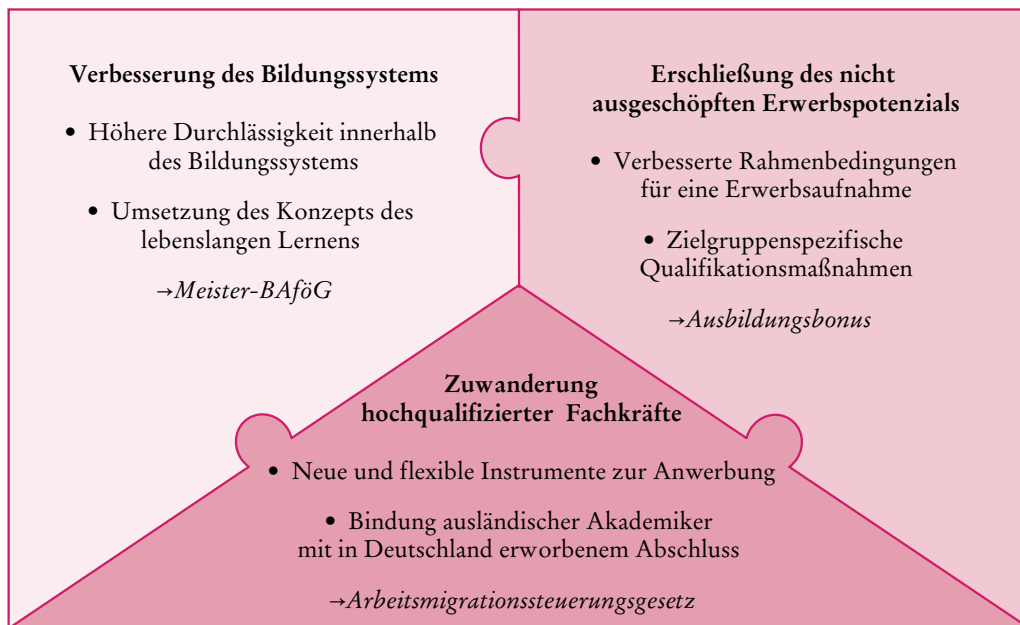 Verbesserung des Bildungssystems
• Höhere Durchlässigkeit innerhalb
des Bildungssystems
• Umsetzung des Konzepts des
lebenslangen Lernens
→Meister-BAföG
Erschließung des nicht
ausgeschöpften Erwerbspotenzials
• Verbesserte Rahmenbedingungen
für eine Erwerbsaufnahme
• Zielgruppenspezifische
Qualifikationsmaßnahmen
→Ausbildungsbonus
Zuwanderung
hochqualifizierter Fachkräfte
• Neue und flexible Instrumente zur Anwerbung
• Bindung ausländischer Akademiker
mit in Deutschland erworbenem Abschluss
→Arbeitsmigrationssteuerungsgesetz